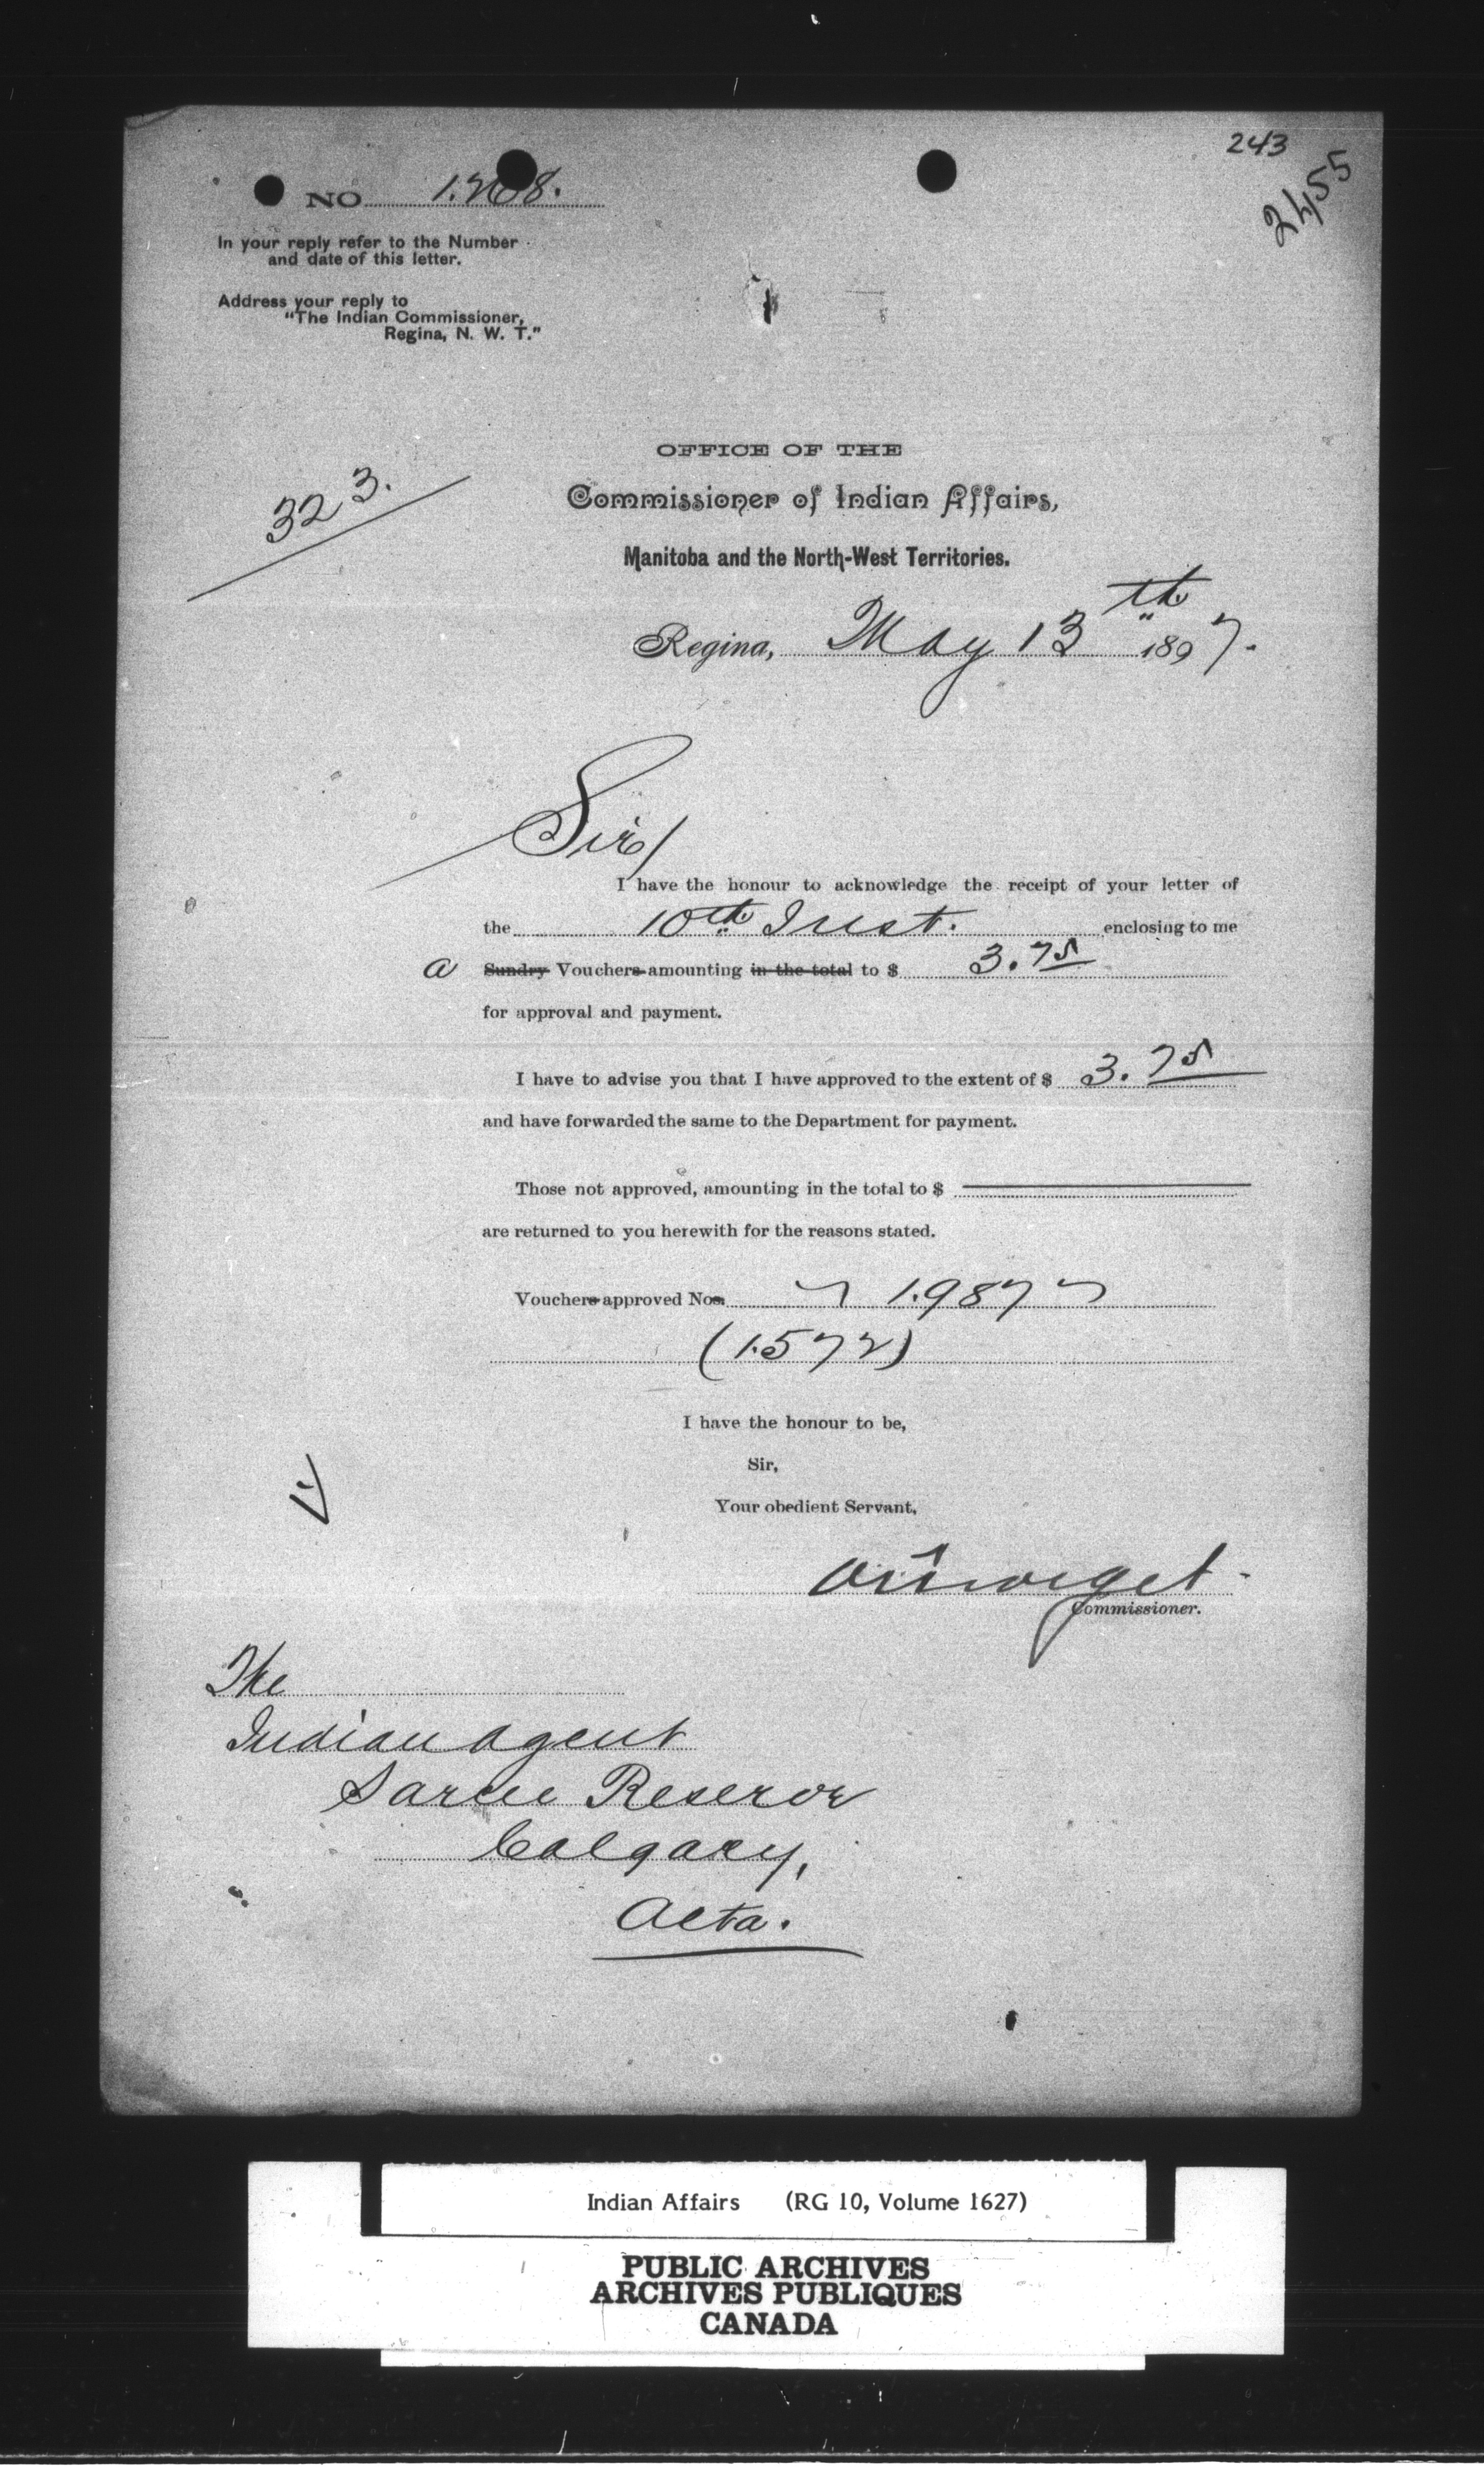 243
2455
NO 1.268.
In your reply refer to the Number
and date of this letter.
Address your reply to
"The Indian Commissioner,
Regina, N. W. T."
323.
OFFICE OF THE
Commissioner of Indian Affairs,
Manitoba and the North-West Territories.
Regina, May 13th 1897.
Sir/
I have the honour to acknowledge the receipt of your letter of
the 10th Inst. enclosing to me
a Sundry Vouchers amounting in the total to $ 3.75
for approval and payment.
I have to advise you that I have approved to the extent of $ 3.75
and have forwarded the same to the Department for payment.
Those not approved, amounting in the total to $
are returned to you herewith for the reasons stated.
Vouchers approved Nos. 1.987
(1.572)
I have the honour to be,
Sir,
Your obedient Servant,
Commissioner.
The
Indian Agent
Sarcee Reserve
Calgary,
Alta.
Indian Affairs (RG 10, Volume 1627)
PUBLIC ARCHIVES
ARCHIVES PUBLIQUES
CANADA